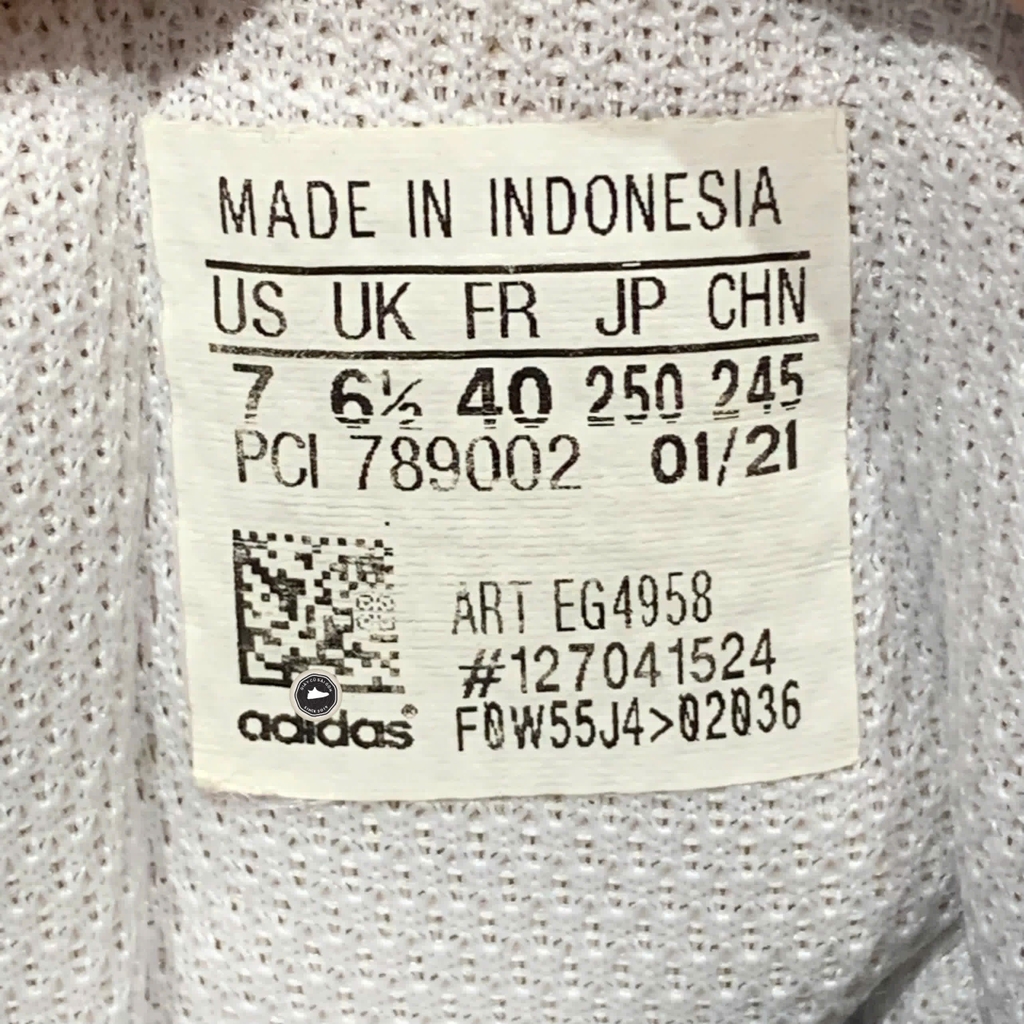 MADE IN INDONESIA
US UK FR JP CHN
7 6½ 40 250 245
PCI 789002 01/21
ART EG4958
#127041524
adidas® F0W55J4>02036